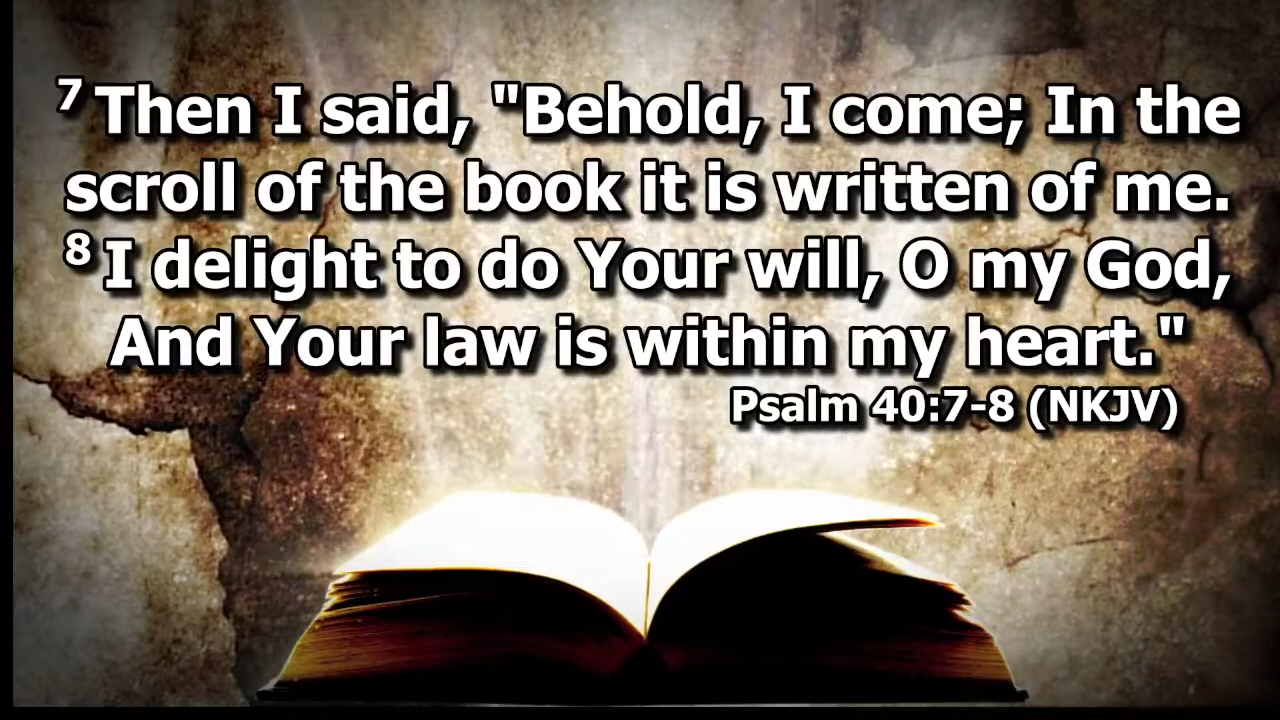 7 Then I said, "Behold, I come; In the
scroll of the book it is written of me.
8 I delight to do Your will, O my God,
And Your law is within my heart."
Psalm 40:7-8 (NKJV)